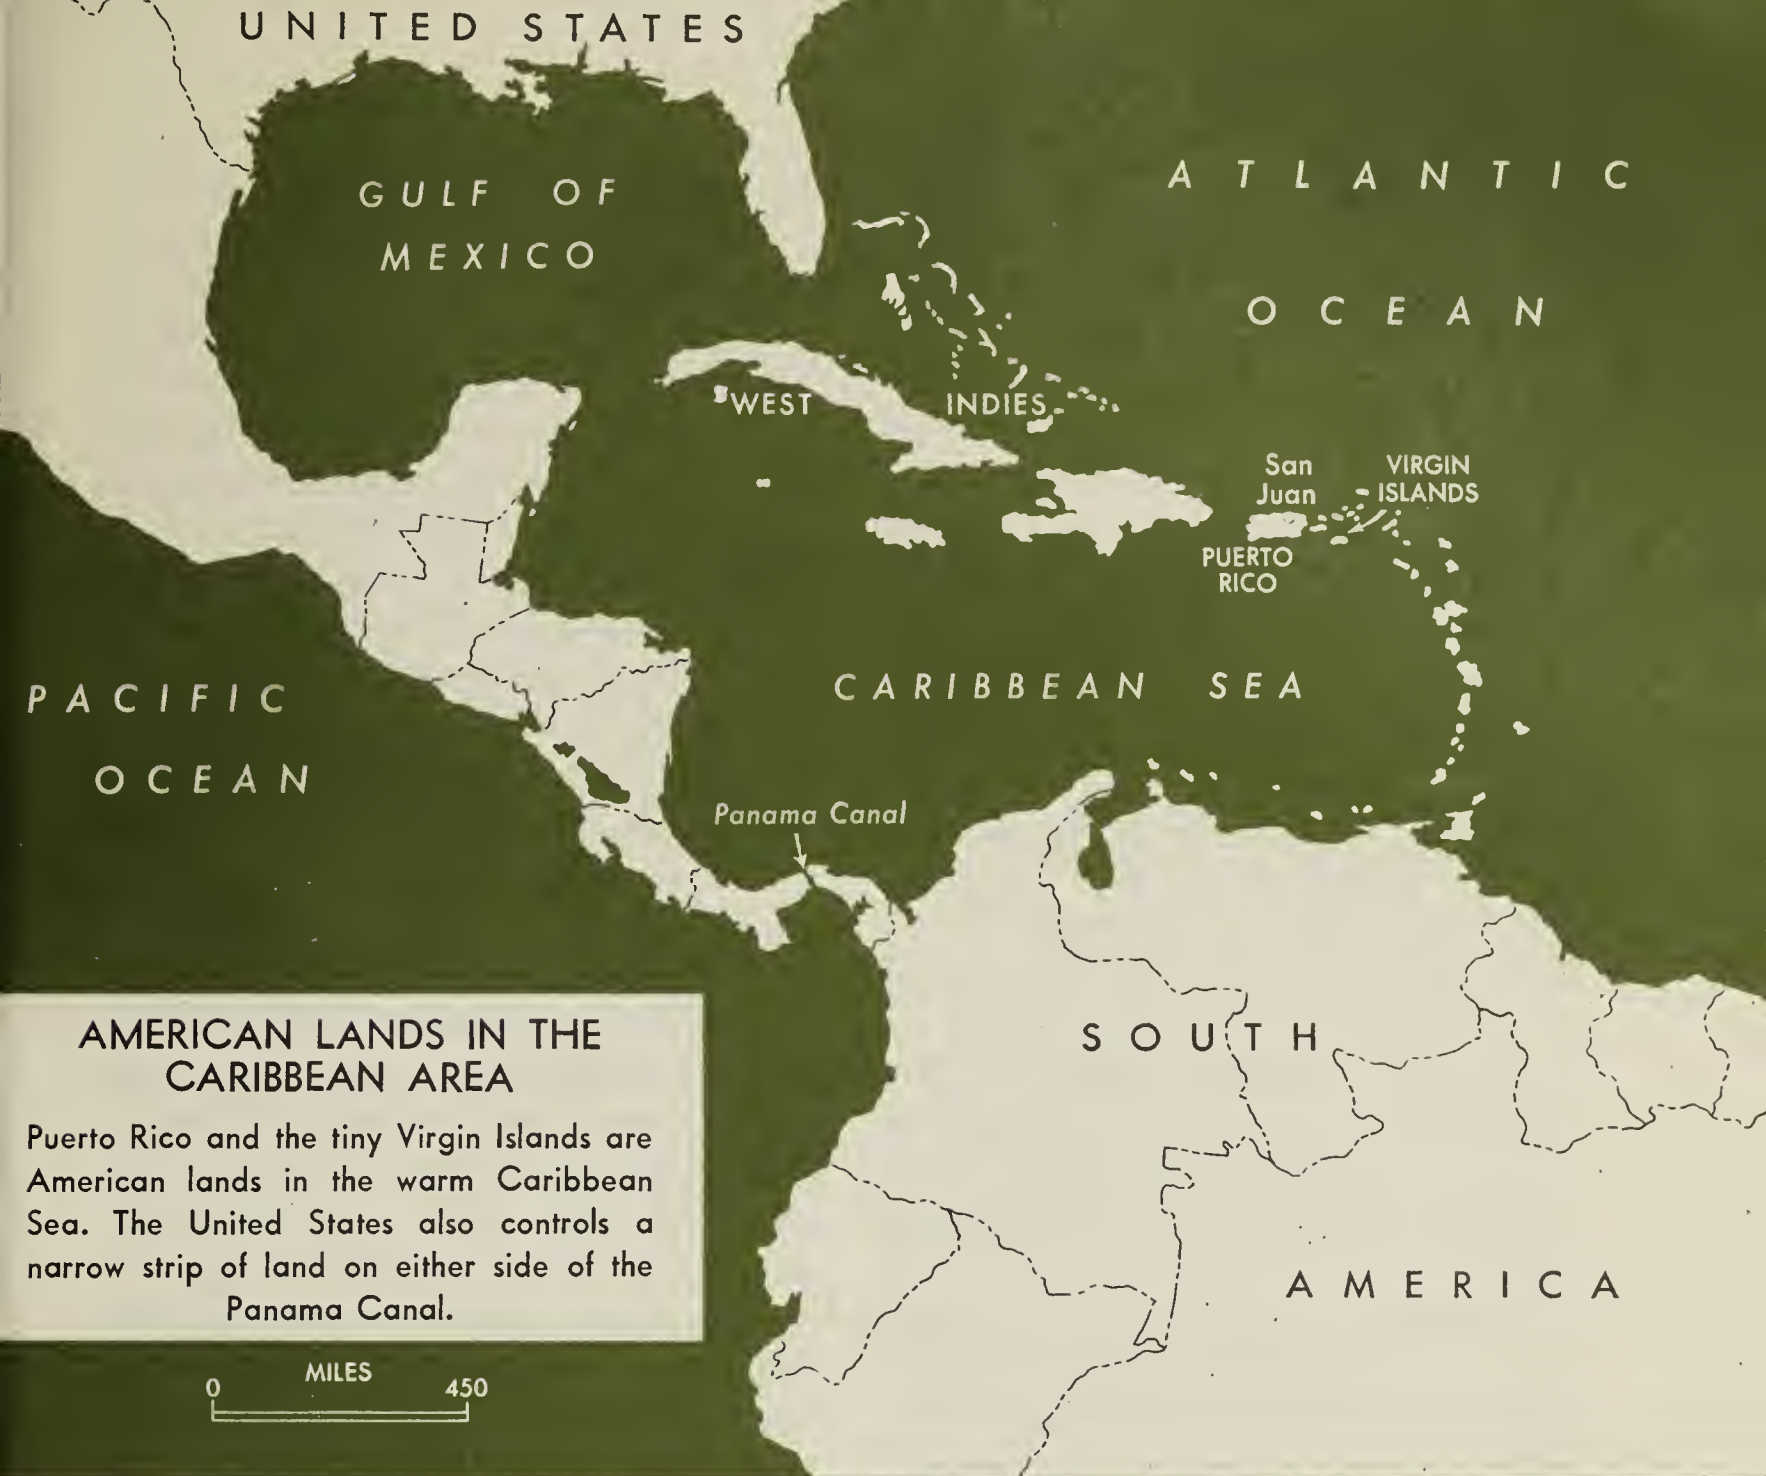 UNITED STATES
GULF OF
MEXICO
ATLANTIC
OCEAN
WEST INDIES
San
Juan
VIRGIN
ISLANDS
PUERTO
RICO
PACIFIC
OCEAN
CARIBBEAN SEA
Panama Canal
SOUTH
AMERICA
AMERICAN LANDS IN THE
CARIBBEAN AREA
Puerto Rico and the tiny Virgin Islands are
American lands in the warm Caribbean
Sea. The United States also controls a
narrow strip of land on either side of the
Panama Canal.
MILES
0 450